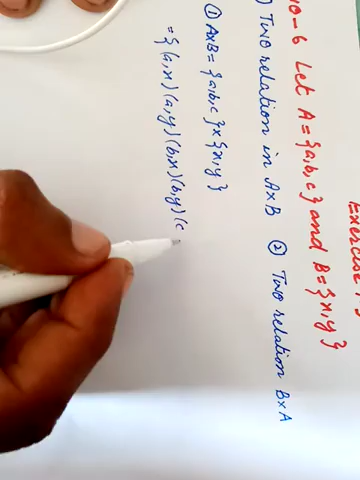 Exercise 1.
No-6 Let A={a,b,c} and B={x,y}
) Two relation in A×B ② Two relation B×A
① A×B={a,b,c}×{x,y}
={(a,x)(a,y)(b,x)(b,y)(c